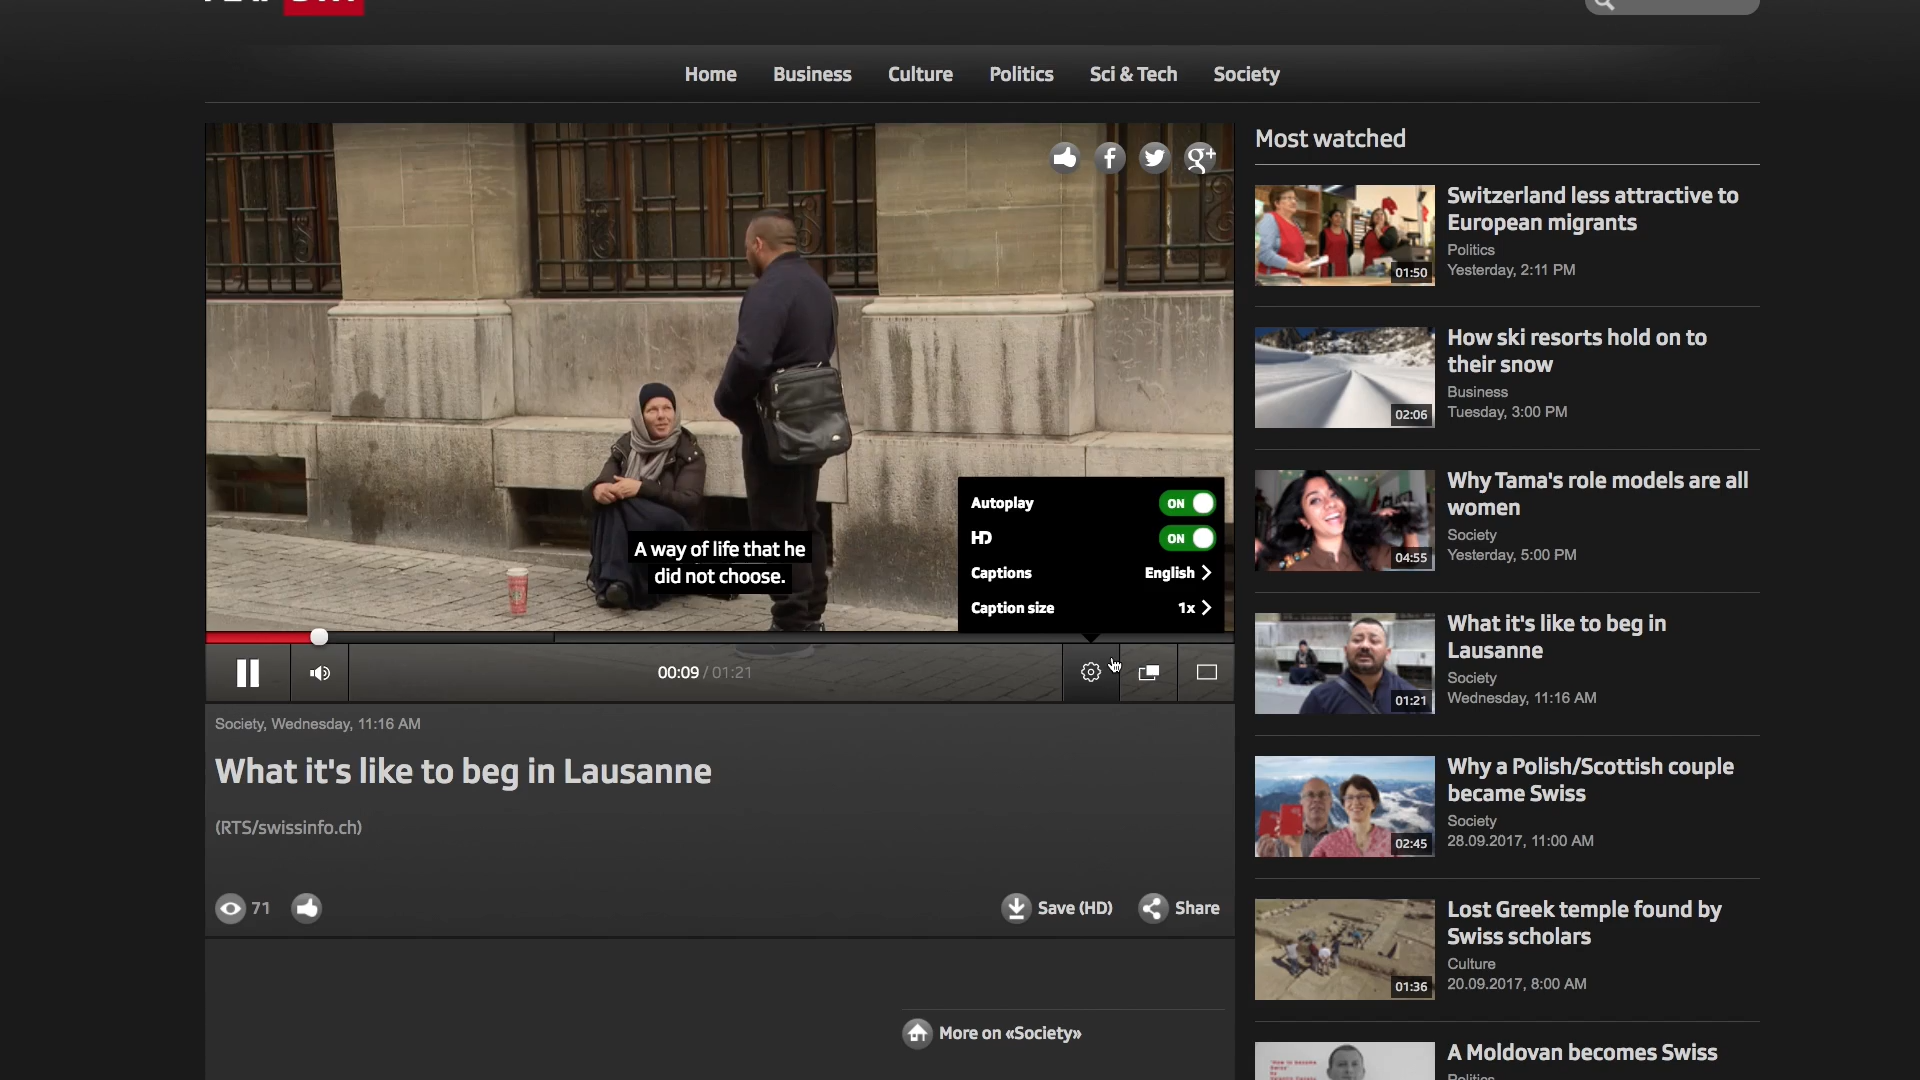 Home Business Culture Politics Sci & Tech Society
Most watched
Switzerland less attractive to
European migrants
Politics
Yesterday, 2:11 PM
01:50
How ski resorts hold on to
their snow
Business
Tuesday, 3:00 PM
02:06
Why Tama's role models are all
women
Society
Yesterday, 5:00 PM
04:55
What it's like to beg in
Lausanne
Society
Wednesday, 11:16 AM
01:21
Why a Polish/Scottish couple
became Swiss
Society
28.09.2017, 11:00 AM
02:45
Lost Greek temple found by
Swiss scholars
Culture
20.09.2017, 8:00 AM
01:36
A Moldovan becomes Swiss
Politics
A way of life that he
did not choose.
Autoplay ON
HD ON
Captions English
Caption size 1x
00:09 / 01:21
Society, Wednesday, 11:16 AM
What it's like to beg in Lausanne
(RTS/swissinfo.ch)
71
Save (HD) Share
More on «Society»